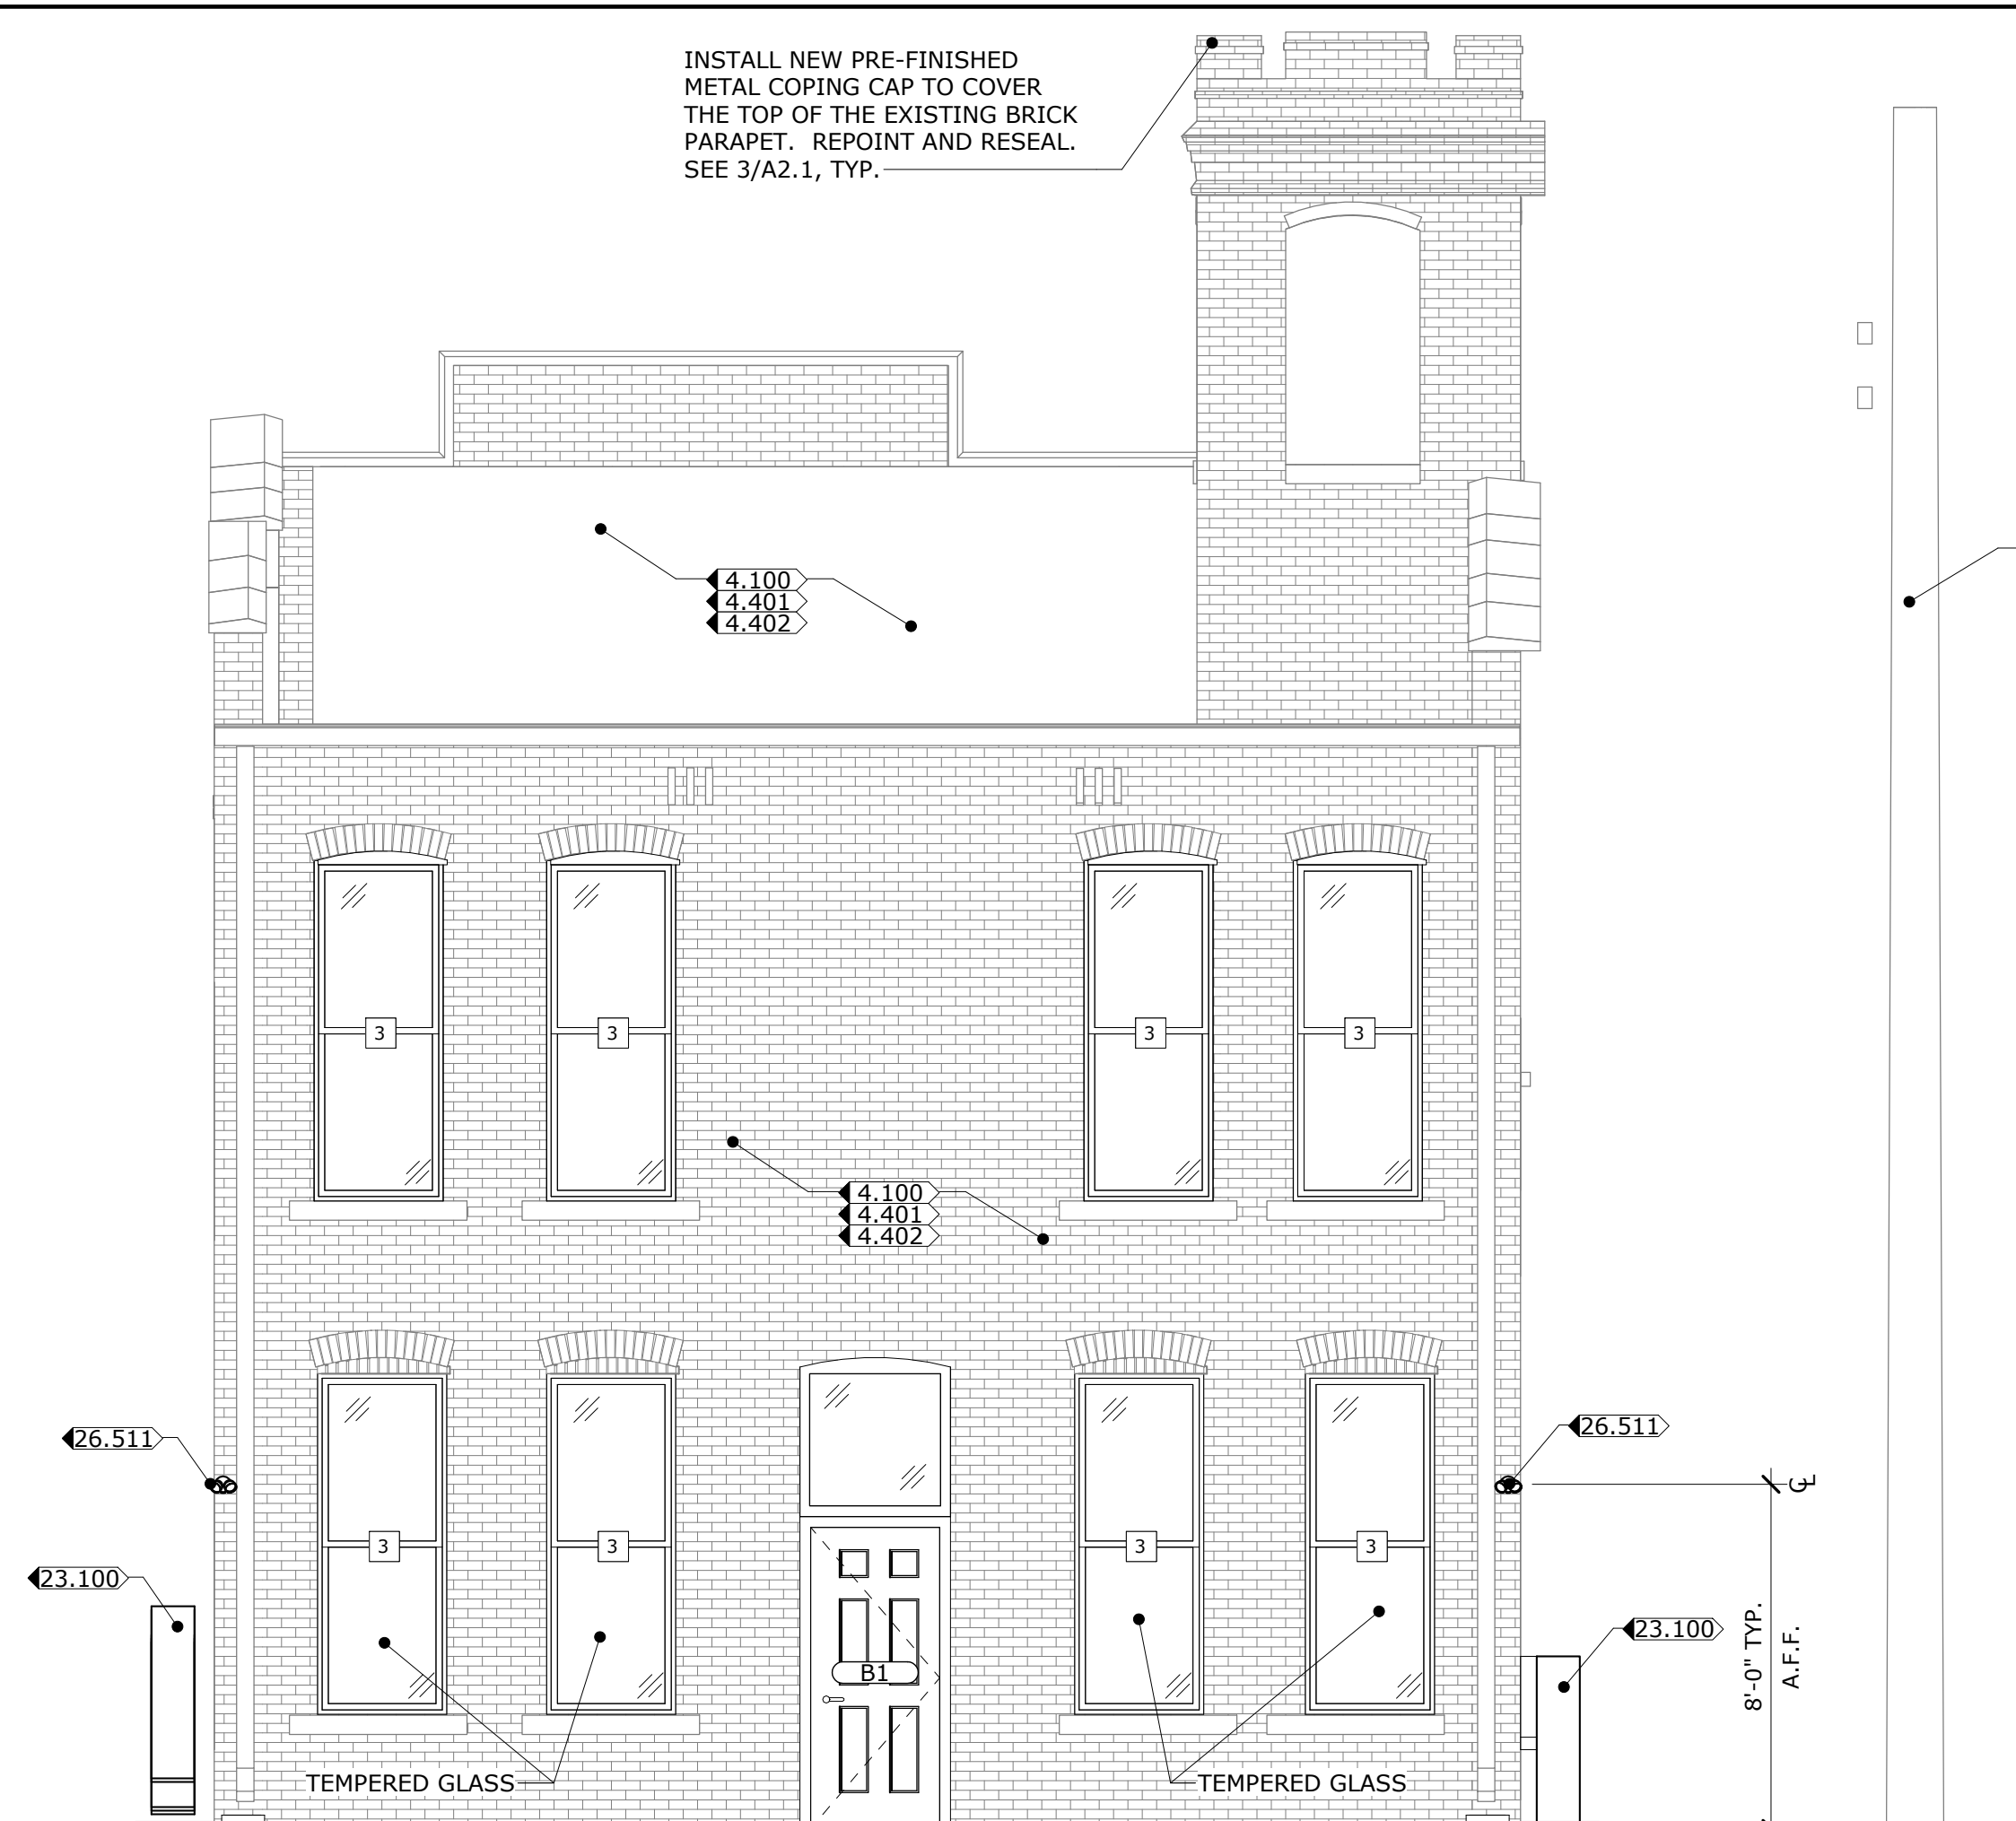 INSTALL NEW PRE-FINISHED
METAL COPING CAP TO COVER
THE TOP OF THE EXISTING BRICK
PARAPET. REPOINT AND RESEAL.
SEE 3/A2.1, TYP.
4.100
4.401
4.402
3
3
3
3
4.100
4.401
4.402
26.511
26.511
CL
3
3
3
3
23.100
23.100
8'-0" TYP.
A.F.F.
B1
TEMPERED GLASS
TEMPERED GLASS